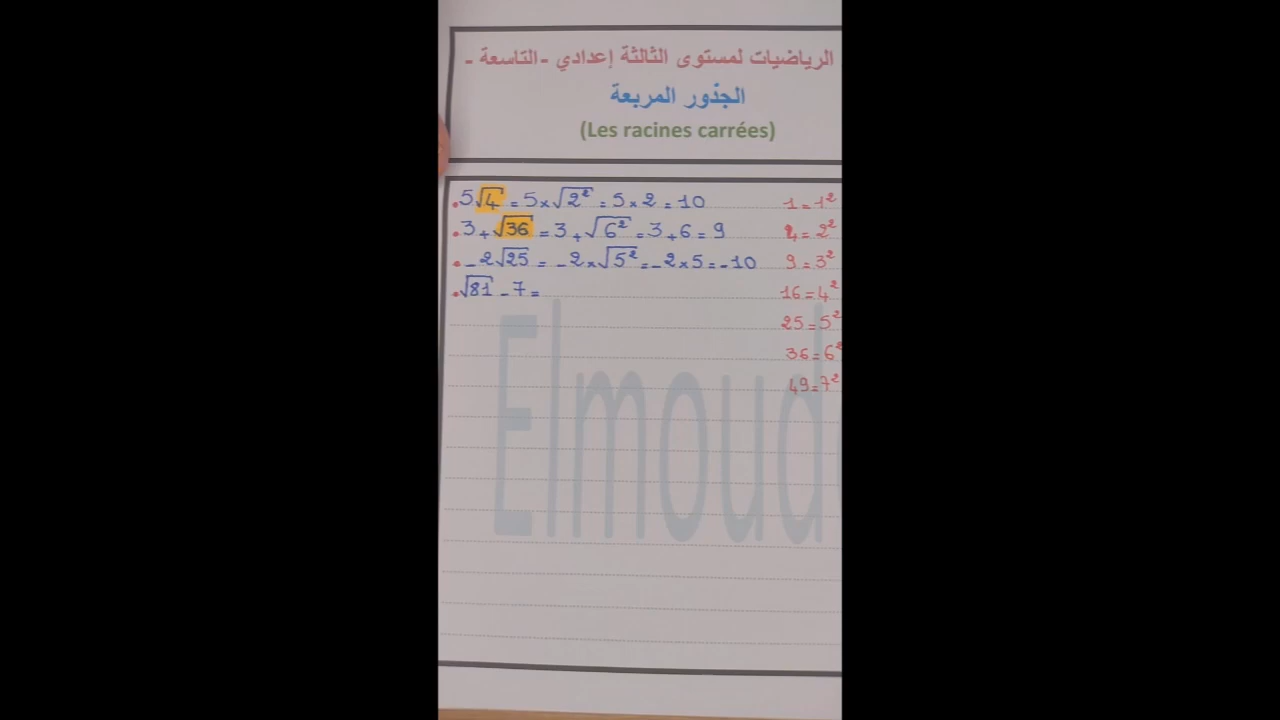 الرياضيات لمستوى الثالثة إعدادي - التاسعة -
الجذور المربعة
(Les racines carrées)
.5√4 = 5×√2² = 5×2 = 10
.3+√36 = 3+√6² = 3+6 = 9
.-2√25 = -2×√5² = -2×5 = -10
.√81 - 7 =
1 = 1²
4 = 2²
9 = 3²
16 = 4²
25 = 5²
36 = 6²
49 = 7²
Elmoud